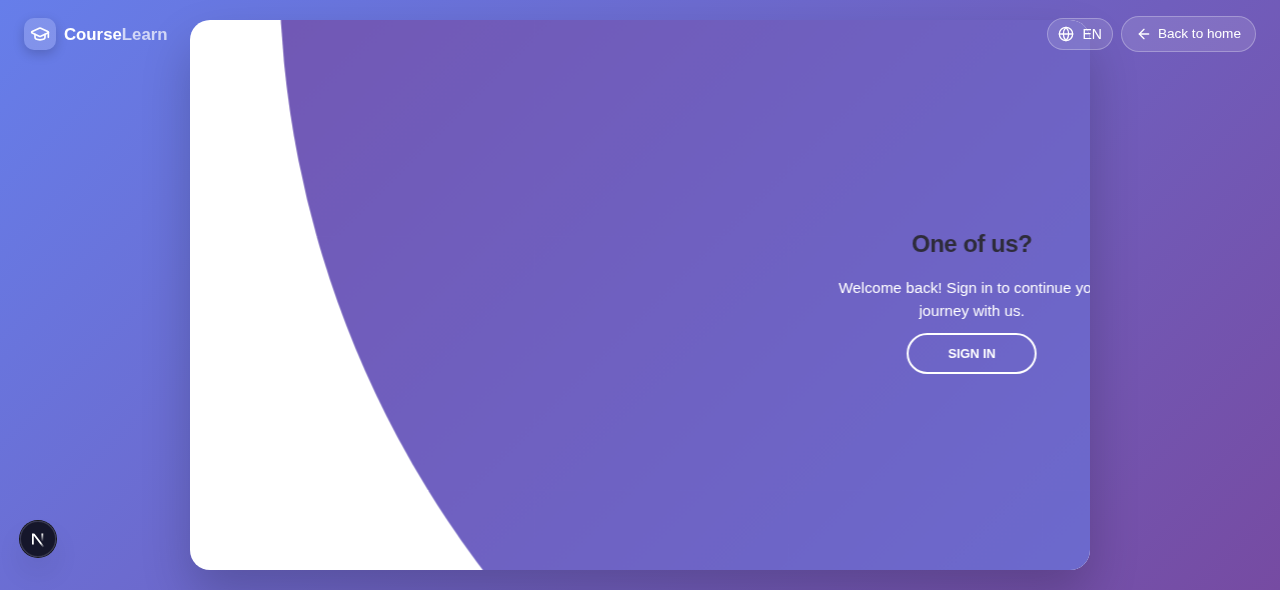 CourseLearn
EN
Back to home
One of us?
Welcome back! Sign in to continue yo
journey with us.
SIGN IN
N